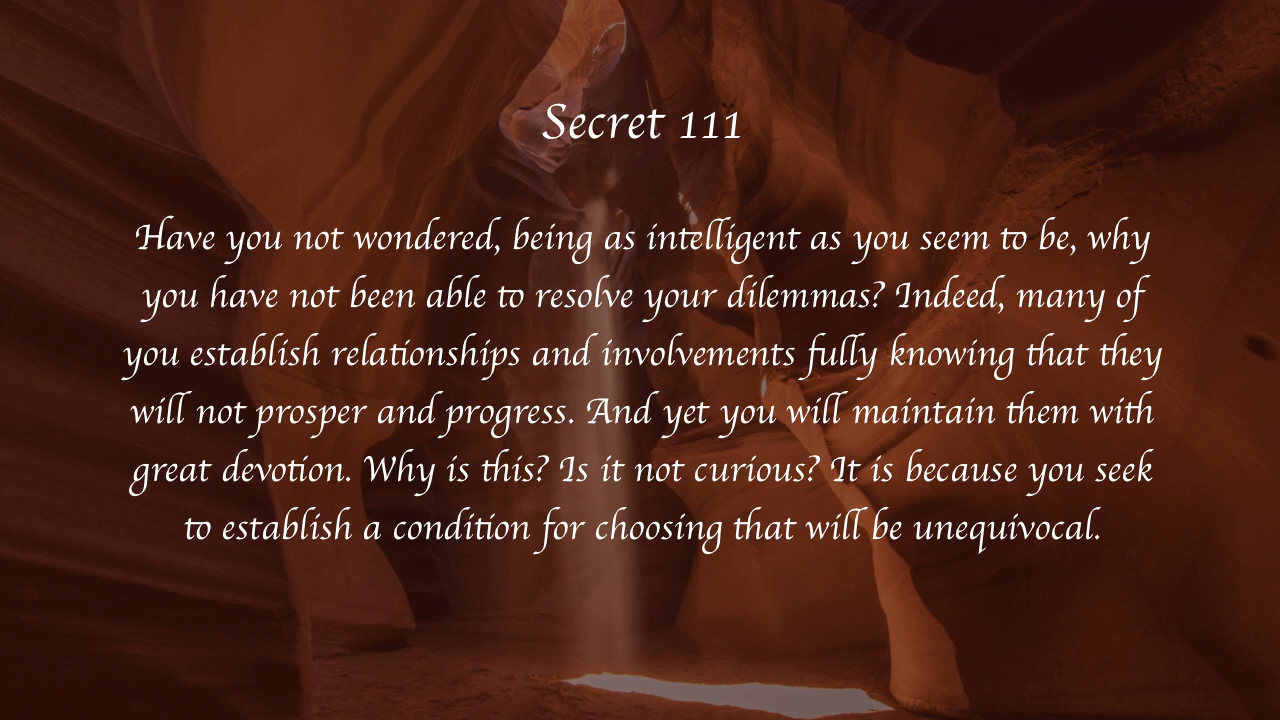 Secret 111
Have you not wondered, being as intelligent as you seem to be, why
you have not been able to resolve your dilemmas? Indeed, many of
you establish relationships and involvements fully knowing that they
will not prosper and progress. And yet you will maintain them with
great devotion. Why is this? Is it not curious? It is because you seek
to establish a condition for choosing that will be unequivocal.